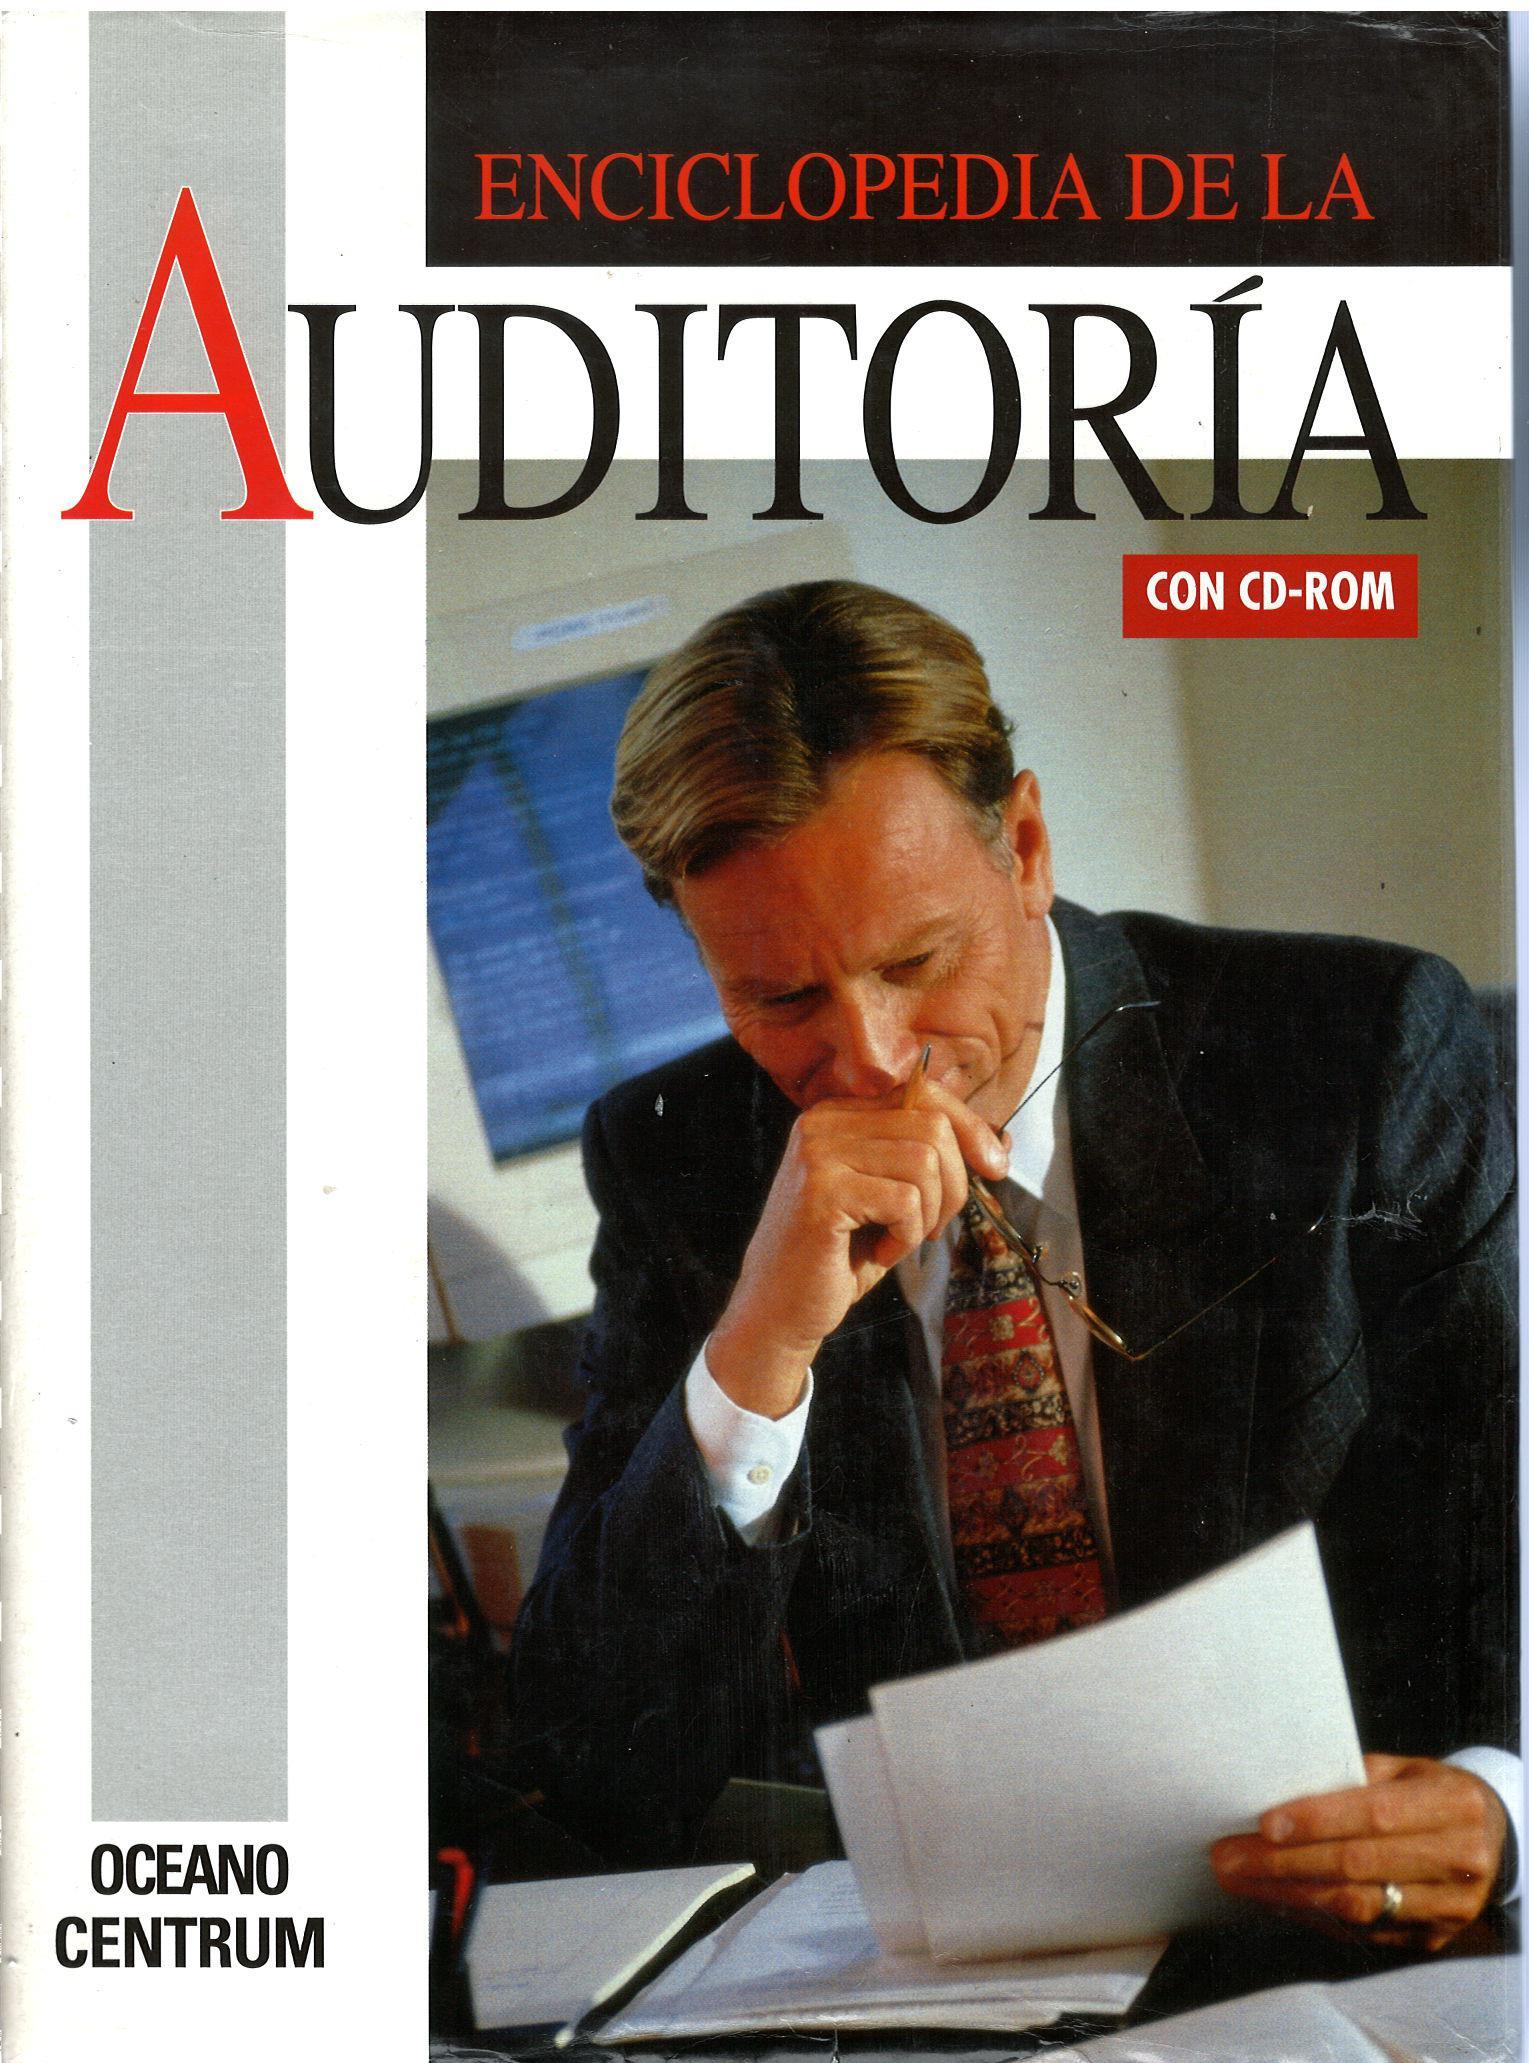 ENCICLOPEDIA DE LA
AUDITORÍA
CON CD-ROM
OCEANO
CENTRUM